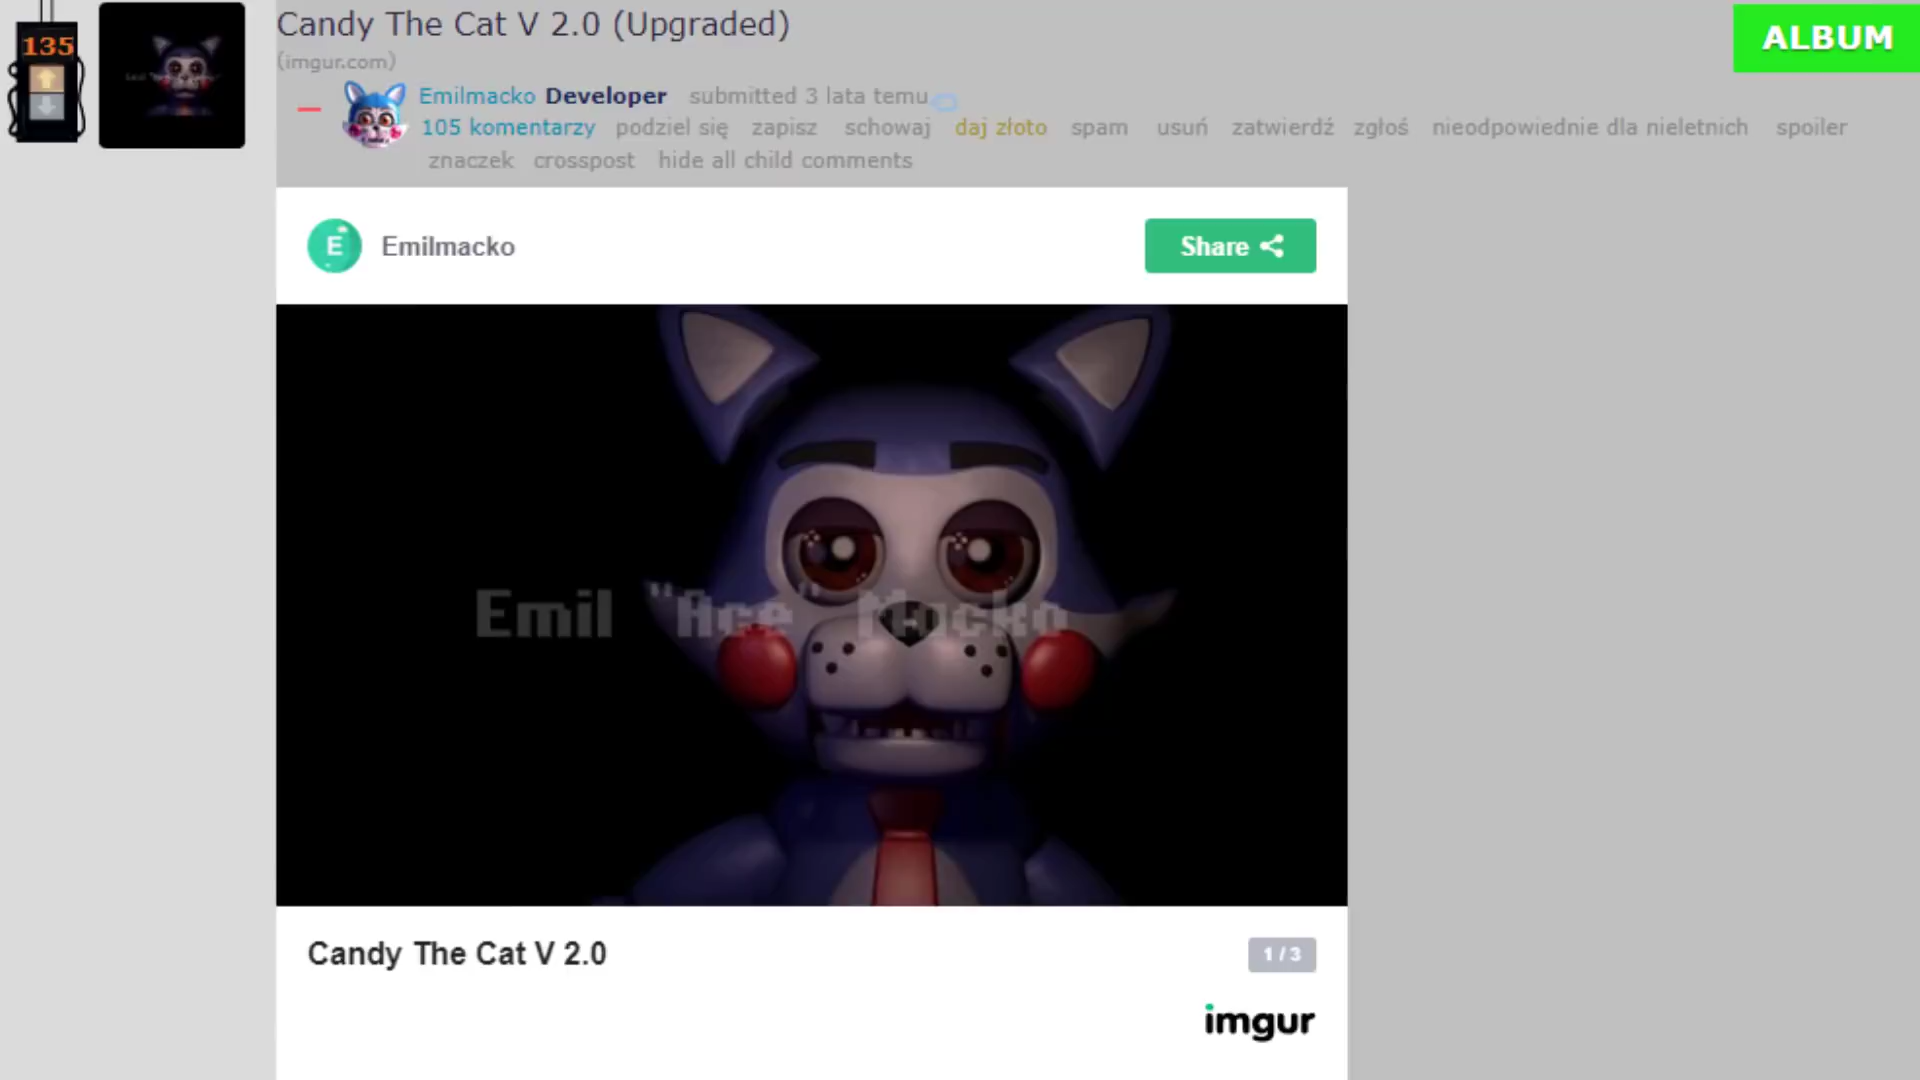 135
Candy The Cat V 2.0 (Upgraded)
ALBUM
(imgur.com)
Emilmacko Developer submitted 3 lata temu
105 komentarzy podziel się zapisz schowaj daj złoto spam usuń zatwierdź zgłoś nieodpowiednie dla nieletnich spoiler
znaczek crosspost hide all child comments
E Emilmacko
Share
Emil "Ace" Macko
Candy The Cat V 2.0
1 / 3
imgur